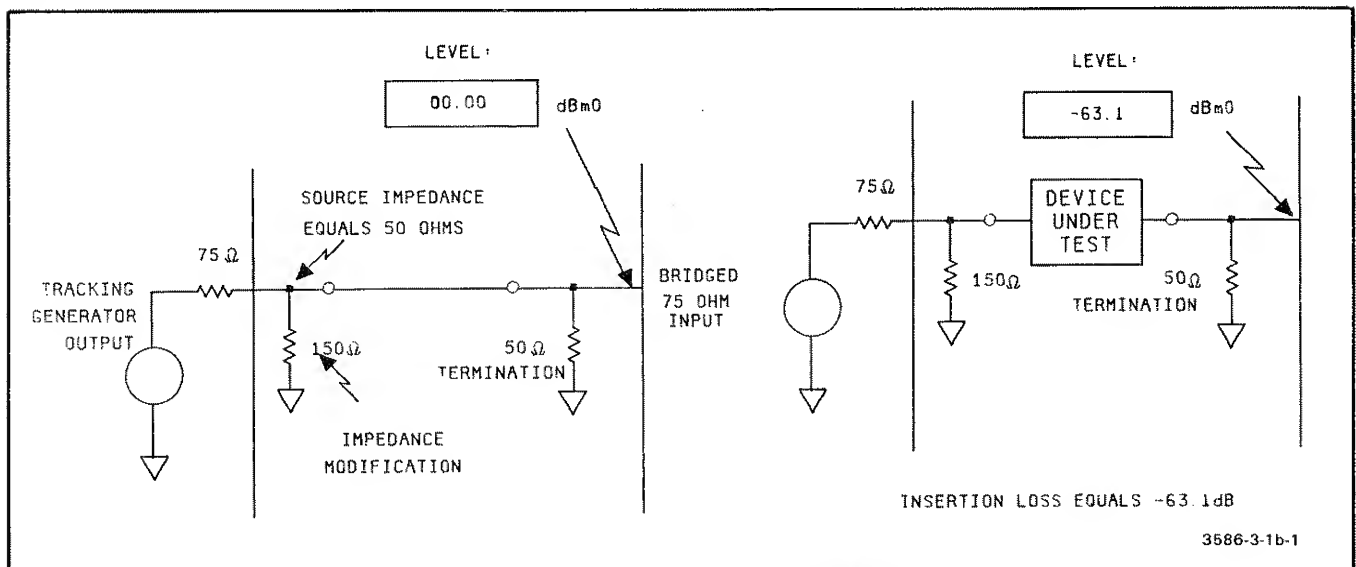 LEVEL:
00.00 dBm0
SOURCE IMPEDANCE
EQUALS 50 OHMS
75Ω
TRACKING
GENERATOR
OUTPUT
150Ω
50Ω
TERMINATION
BRIDGED
75 OHM
INPUT
IMPEDANCE
MODIFICATION
LEVEL:
-63.1 dBm0
75Ω
DEVICE
UNDER
TEST
150Ω
50Ω
TERMINATION
INSERTION LOSS EQUALS -63.1dB
3586-3-1b-1